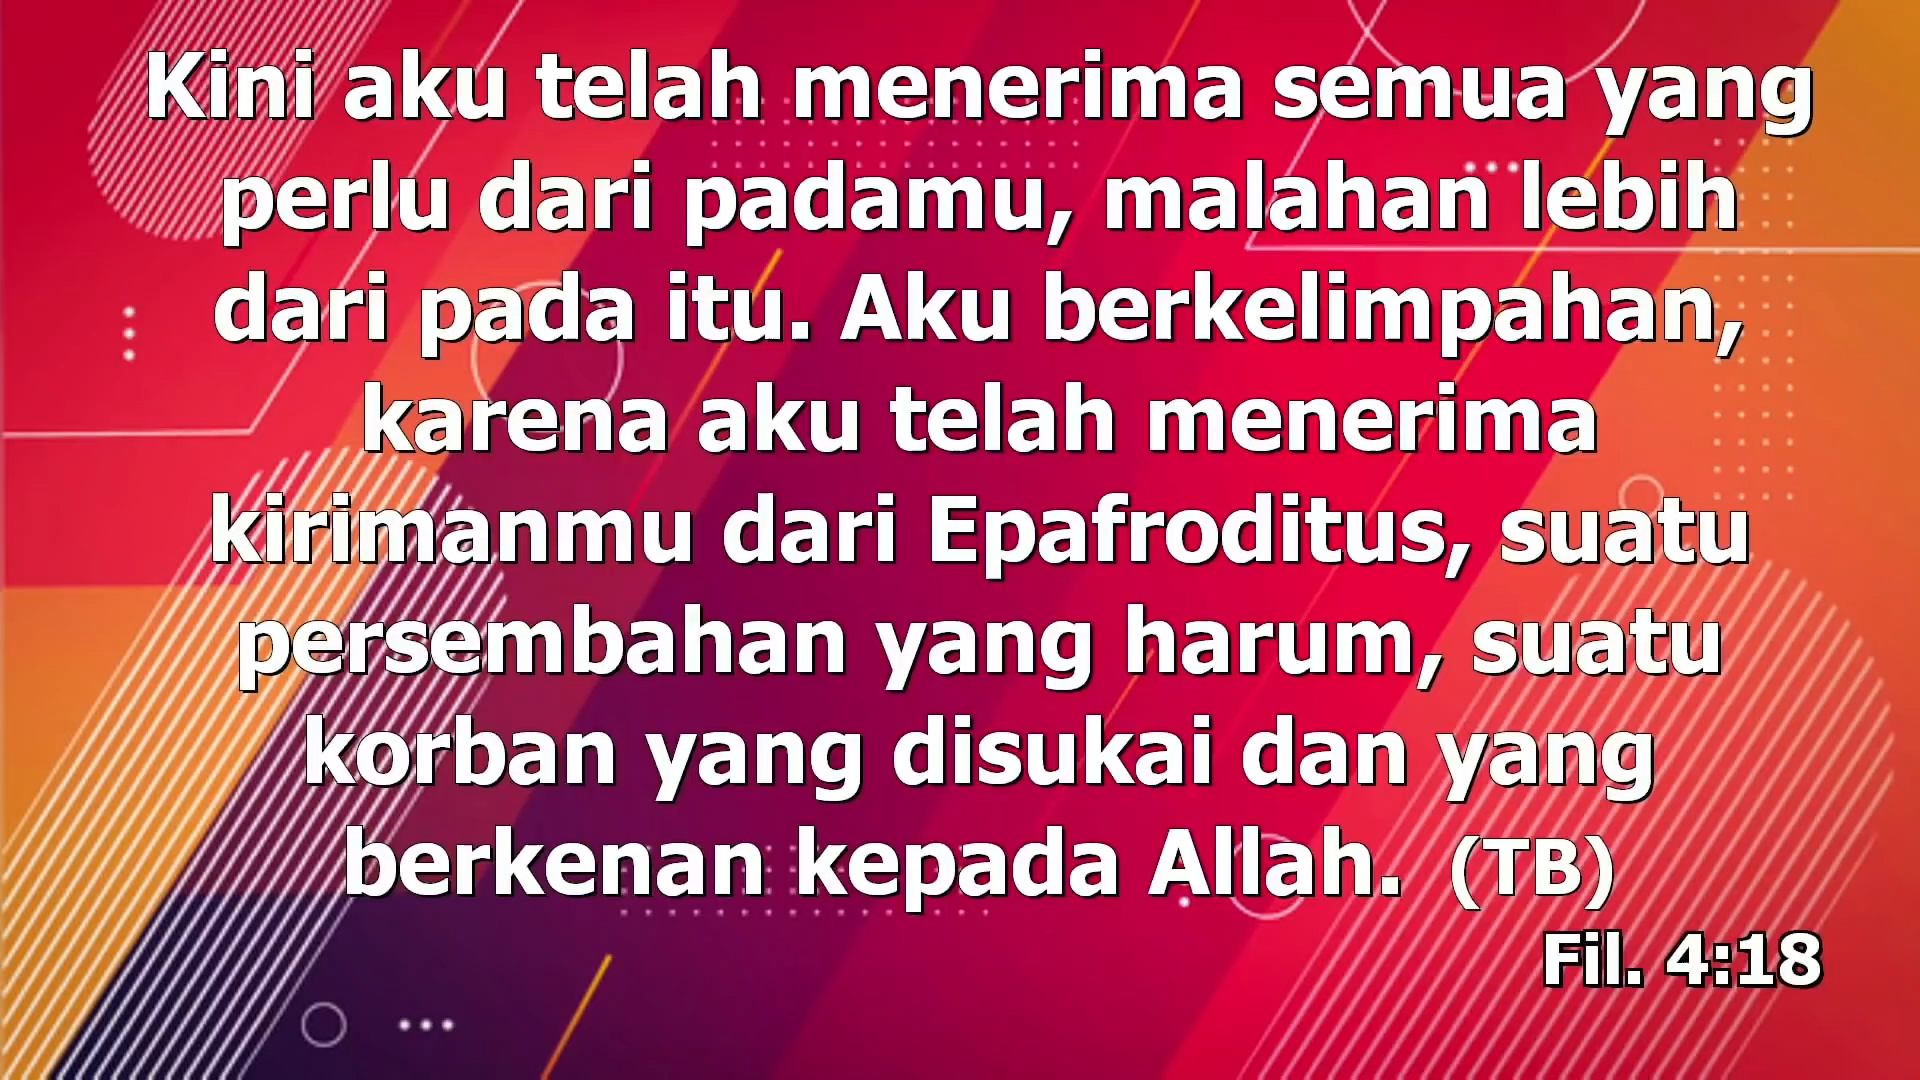 Kini aku telah menerima semua yang
perlu dari padamu, malahan lebih
dari pada itu. Aku berkelimpahan,
karena aku telah menerima
kirimanmu dari Epafroditus, suatu
persembahan yang harum, suatu
korban yang disukai dan yang
berkenan kepada Allah. (TB)
Fil. 4:18